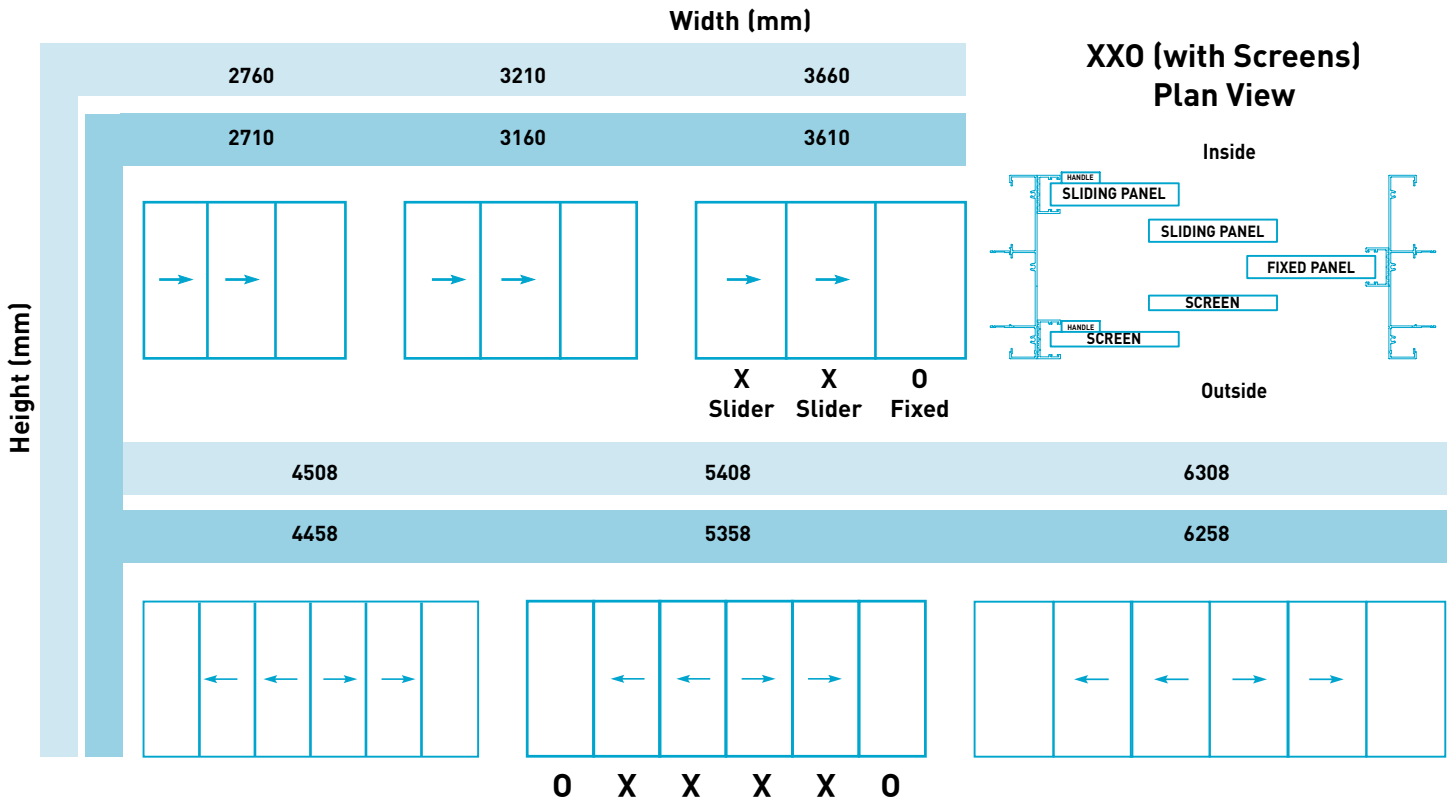 Width (mm)
2760 3210 3660
2710 3160 3610
XXO (with Screens)
Plan View
Inside
HANDLE
SLIDING PANEL
SLIDING PANEL
FIXED PANEL
SCREEN
HANDLE
SCREEN
Outside
X X O
Slider Slider Fixed
Height (mm)
4508 5408 6308
4458 5358 6258
O X X X X O